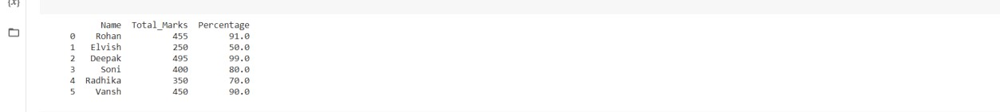 {x}
Name Total_Marks Percentage
0 Rohan 455 91.0
1 Elvish 250 50.0
2 Deepak 495 99.0
3 Soni 400 80.0
4 Radhika 350 70.0
5 Vansh 450 90.0